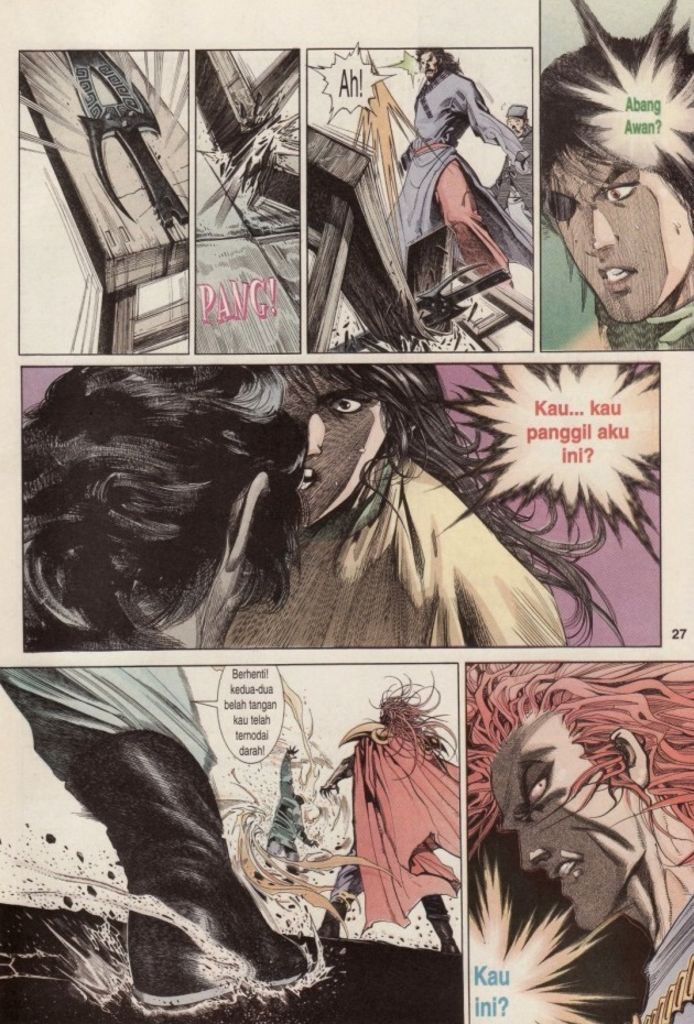 Ah!
PANG!
Abang
Awan?
Kau... kau
panggil aku
ini?
27
Berhenti!
kedua-dua
belah tangan
kau telah
ternodai
darah!
Kau
ini?